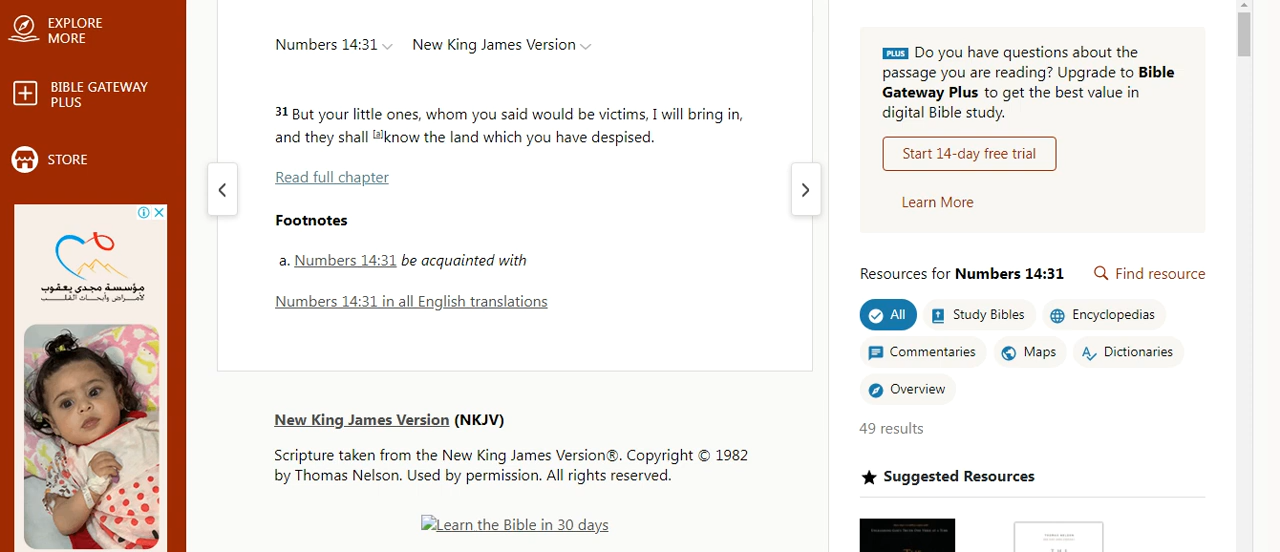 EXPLORE
MORE
BIBLE GATEWAY
PLUS
STORE
مؤسسة مجدى يعقوب
لأمراض وأبحاث القلب
Numbers 14:31
New King James Version
31 But your little ones, whom you said would be victims, I will bring in,
and they shall [a]know the land which you have despised.
Read full chapter
Footnotes
a. Numbers 14:31 be acquainted with
Numbers 14:31 in all English translations
New King James Version (NKJV)
Scripture taken from the New King James Version®. Copyright © 1982
by Thomas Nelson. Used by permission. All rights reserved.
Learn the Bible in 30 days
PLUS Do you have questions about the
passage you are reading? Upgrade to Bible
Gateway Plus to get the best value in
digital Bible study.
Start 14-day free trial
Learn More
Resources for Numbers 14:31
Find resource
All
Study Bibles
Encyclopedias
Commentaries
Maps
Dictionaries
Overview
49 results
Suggested Resources
THOMAS NELSON